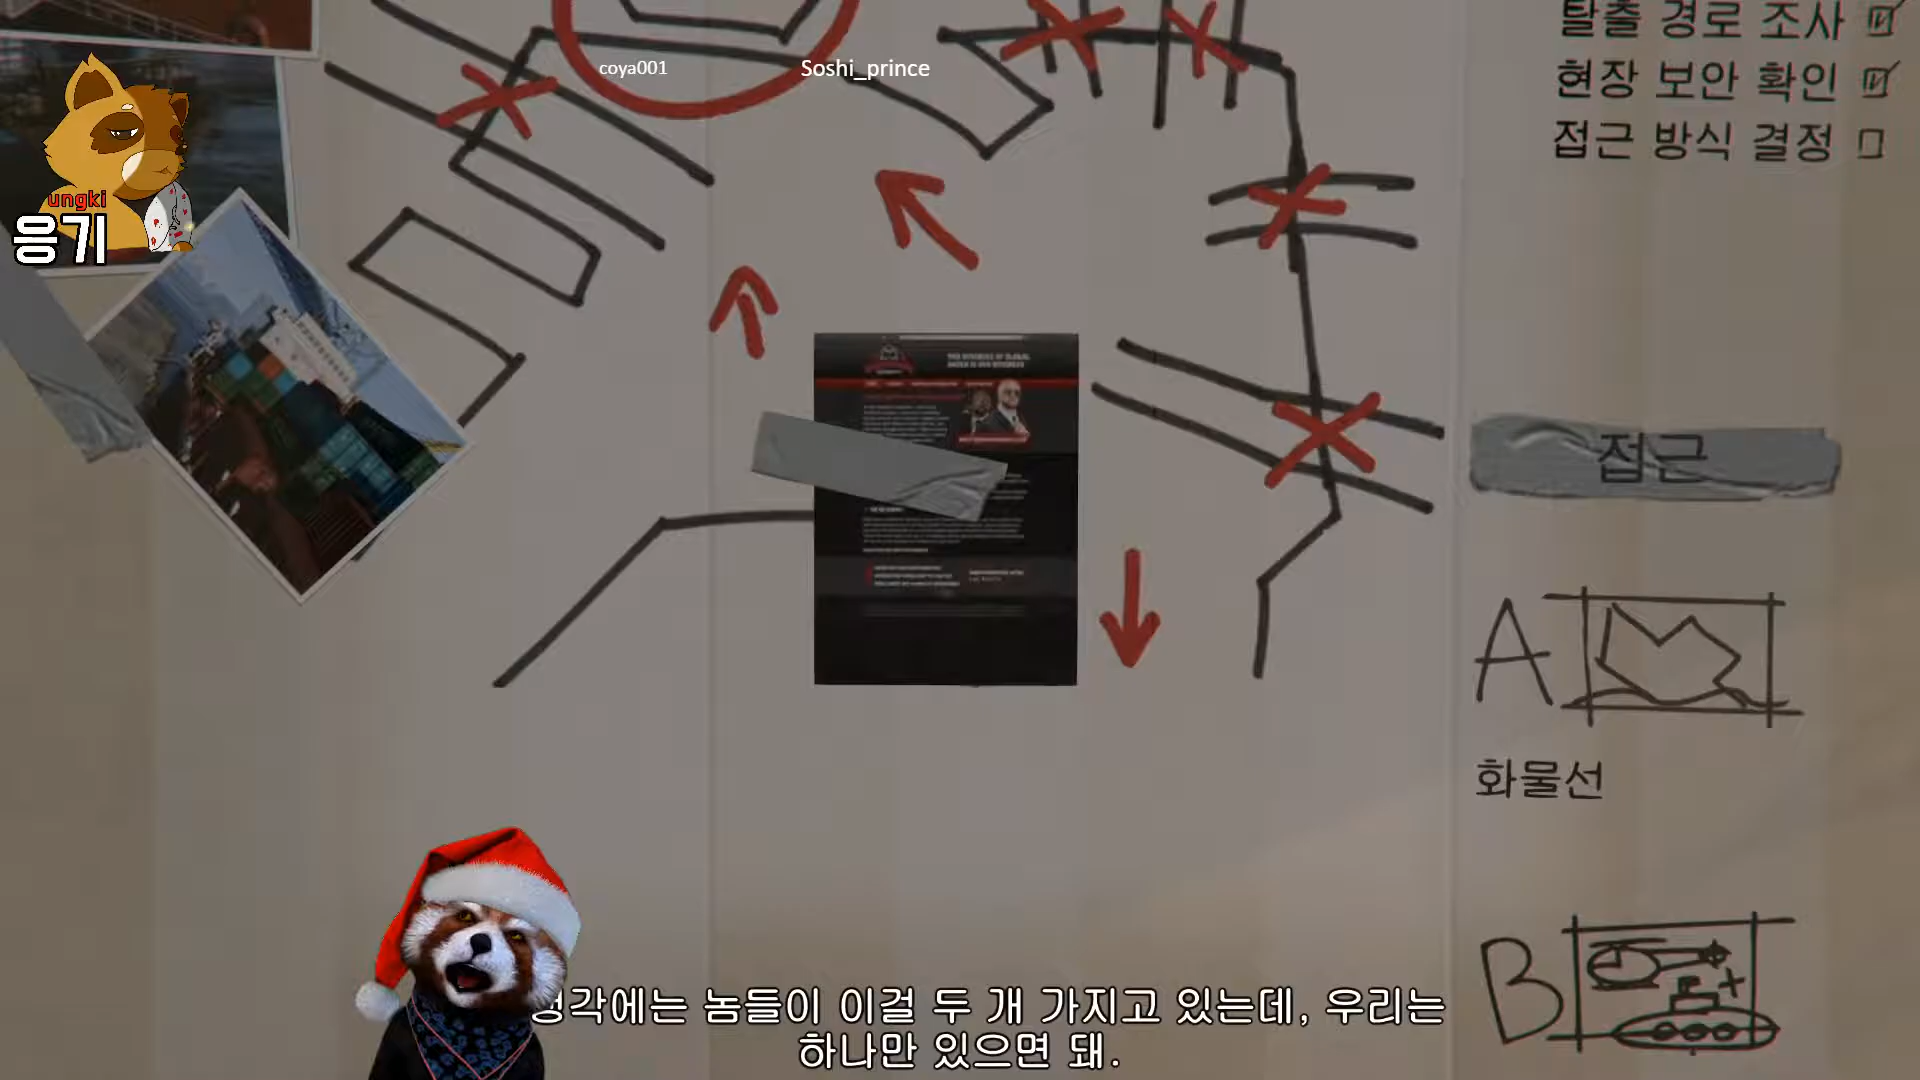 탈출 경로 조사
현장 보안 확인
접근 방식 결정
coya001
Soshi_prince
ungki
응기
접근
A
화물선
B
생각에는 놈들이 이걸 두 개 가지고 있는데, 우리는
하나만 있으면 돼.